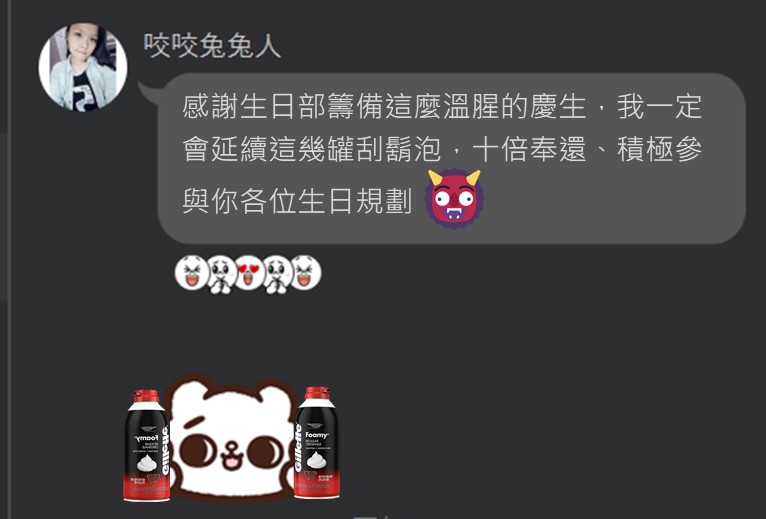 咬咬兔兔人
感謝生日部籌備這麼溫腥的慶生，我一定
會延續這幾罐刮鬍泡，十倍奉還、積極參
與你各位生日規劃
Foamy
Gillette
Foamy
Gillette